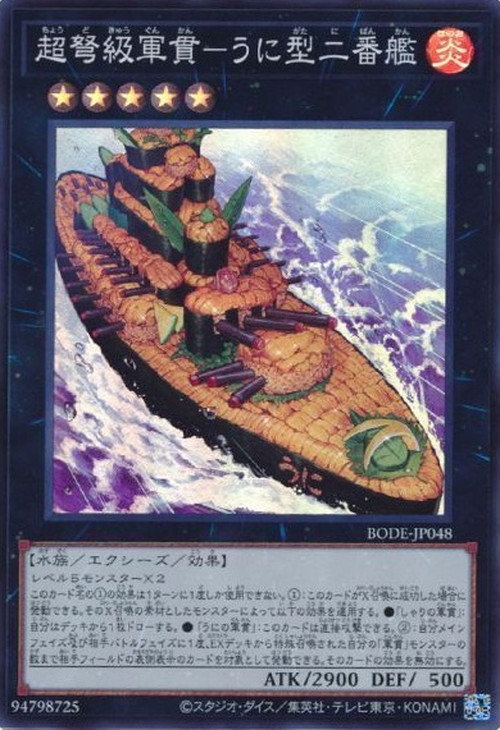 超弩級軍貫－うに型二番艦
炎
うに
BODE-JP048
【水族／エクシーズ／効果】
レベル５モンスター×２
このカード名の①の効果は１ターンに１度しか使用できない。①：このカードがＸ召喚に成功した場合に
発動できる。そのＸ召喚の素材としたモンスターによって以下の効果を適用する。●「しゃりの軍貫」：
自分はデッキから１枚ドローする。●「うにの軍貫」：このカードは直接攻撃できる。②：自分メイン
フェイズ及び相手バトルフェイズに１度、EXデッキから特殊召喚された自分の「軍貫」モンスターの
数まで相手フィールドの表側表示のカードを対象として発動できる。そのカードの効果を無効にする。
ATK/2900 DEF/ 500
94798725
©スタジオ・ダイス／集英社・テレビ東京・KONAMI